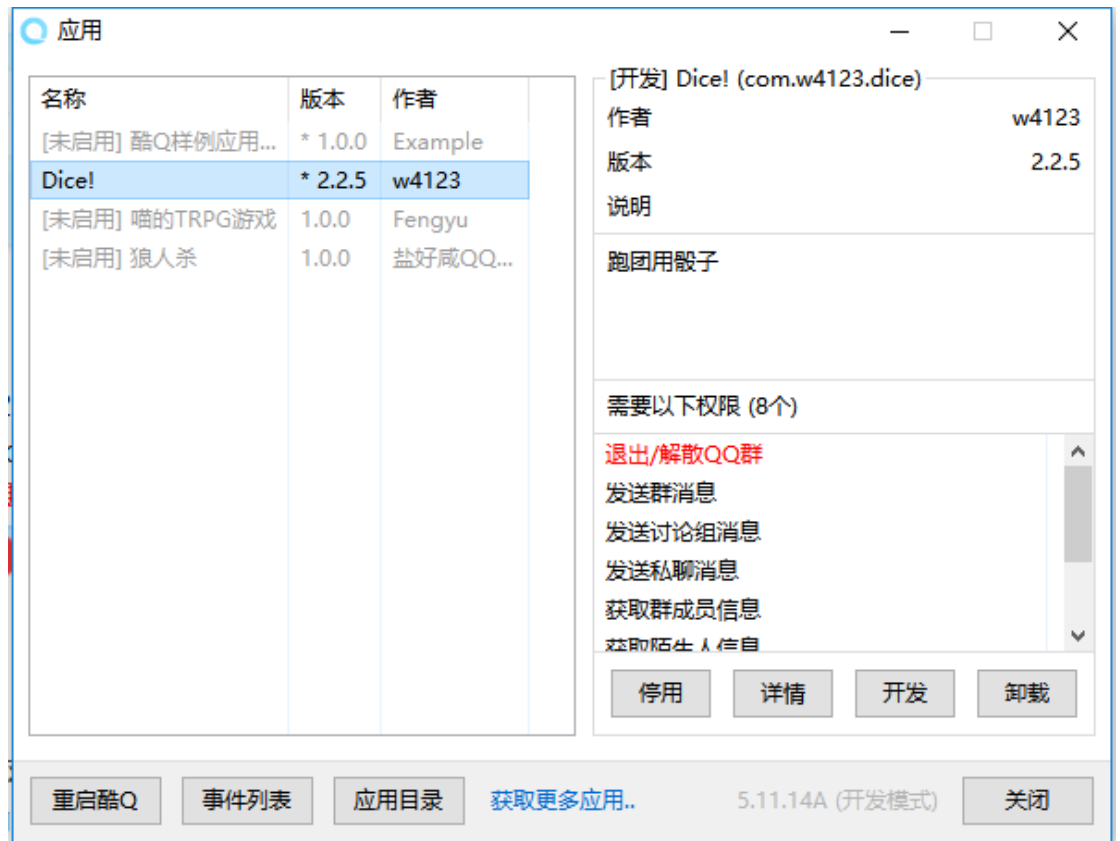 应用
名称 版本 作者
[未启用] 酷Q样例应用... * 1.0.0 Example
Dice! * 2.2.5 w4123
[未启用] 喵的TRPG游戏 1.0.0 Fengyu
[未启用] 狼人杀 1.0.0 盐好咸QQ...
[开发] Dice! (com.w4123.dice)
作者 w4123
版本 2.2.5
说明
跑团用骰子
需要以下权限 (8个)
退出/解散QQ群
发送群消息
发送讨论组消息
发送私聊消息
获取群成员信息
获取陌生人信息
停用 详情 开发 卸载
重启酷Q 事件列表 应用目录 获取更多应用.. 5.11.14A (开发模式) 关闭